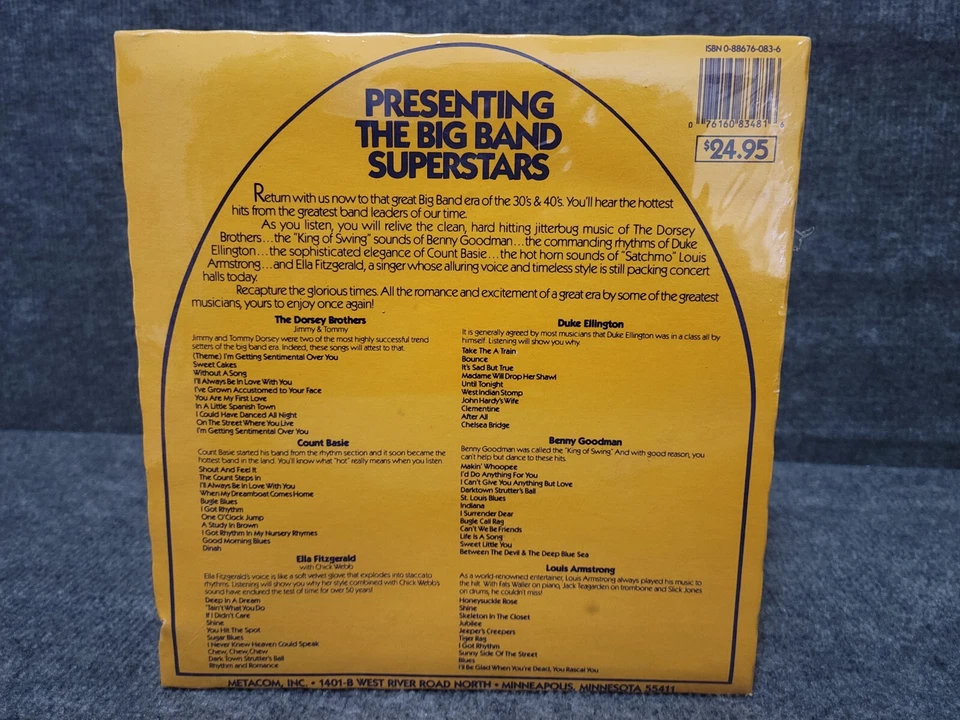 ISBN 0-88676-083-6
0 76160 83481 6
$24.95
PRESENTING
THE BIG BAND
SUPERSTARS
Return with us now to that great Big Band era of the 30's & 40's. You'll hear the hottest
hits from the greatest band leaders of our time.
As you listen, you will relive the clean, hard hitting jitterbug music of The Dorsey
Brothers...the "King of Swing" sounds of Benny Goodman...the commanding rhythms of Duke
Ellington...the sophisticated elegance of Count Basie...the hot horn sounds of "Satchmo" Louis
Armstrong...and Ella Fitzgerald, a singer whose alluring voice and timeless style is still packing concert
halls today.
Recapture the glorious times. All the romance and excitement of a great era by some of the greatest
musicians, yours to enjoy once again!
The Dorsey Brothers
Jimmy & Tommy
Jimmy and Tommy Dorsey were two of the most highly successful trend
setters of the big band era. Indeed, these songs will attest to that.
(Theme) I'm Getting Sentimental Over You
Sweet Cakes
Without A Song
I'll Always Be In Love With You
I've Grown Accustomed to Your Face
You Are My First Love
In A Little Spanish Town
I Could Have Danced All Night
On The Street Where You Live
I'm Getting Sentimental Over You
Count Basie
Count Basie started his band from the rhythm section and it soon became the
hottest band in the land. You'll know what "hot" really means when you listen.
Shout And Feel It
The Count Steps In
I'll Always Be In Love With You
When My Dreamboat Comes Home
Bugle Blues
I Got Rhythm
One O'Clock Jump
A Study In Brown
I Got Rhythm In My Nursery Rhymes
Good Morning Blues
Dinah
Ella Fitzgerald
with Chick Webb
Ella Fitzgerald's voice is like a soft velvet glove that explodes into staccato
rhythms. Listening will show you why her style combined with Chick Webb's
sound have endured the test of time for over 50 years!
Deep In A Dream
'Tain't What You Do
If I Didn't Care
Shine
You Hit The Spot
Sugar Blues
I Never Knew Heaven Could Speak
Chew, Chew, Chew
Dark Town Strutter's Ball
Rhythm and Romance
Duke Ellington
It is generally agreed by most musicians that Duke Ellington was in a class all by
himself. Listening will show you why.
Take The A Train
Bounce
It's Sad But True
Madame Will Drop Her Shawl
Until Tonight
West Indian Stomp
John Hardy's Wife
Clementine
After All
Chelsea Bridge
Benny Goodman
Benny Goodman was called the "King of Swing." And with good reason, you
can't help but dance to these hits.
Makin' Whoopee
I'd Do Anything For You
I Can't Give You Anything But Love
Darktown Strutter's Ball
St. Louis Blues
Indiana
I Surrender Dear
Bugle Call Rag
Can't We Be Friends
Life Is A Song
Sweet Little You
Between The Devil & The Deep Blue Sea
Louis Armstrong
As a world-renowned entertainer, Louis Armstrong always played his music to
the hilt. With Fats Waller on piano, Jack Teagarden on trombone and Slick Jones
on drums, he couldn't miss!
Honeysuckle Rose
Shine
Skeleton In The Closet
Jubilee
Jeeper's Creepers
Tiger Rag
I Got Rhythm
Sunny Side Of The Street
Blues
I'll Be Glad When You're Dead, You Rascal You
METACOM, INC. • 1401-B WEST RIVER ROAD NORTH • MINNEAPOLIS, MINNESOTA 55411